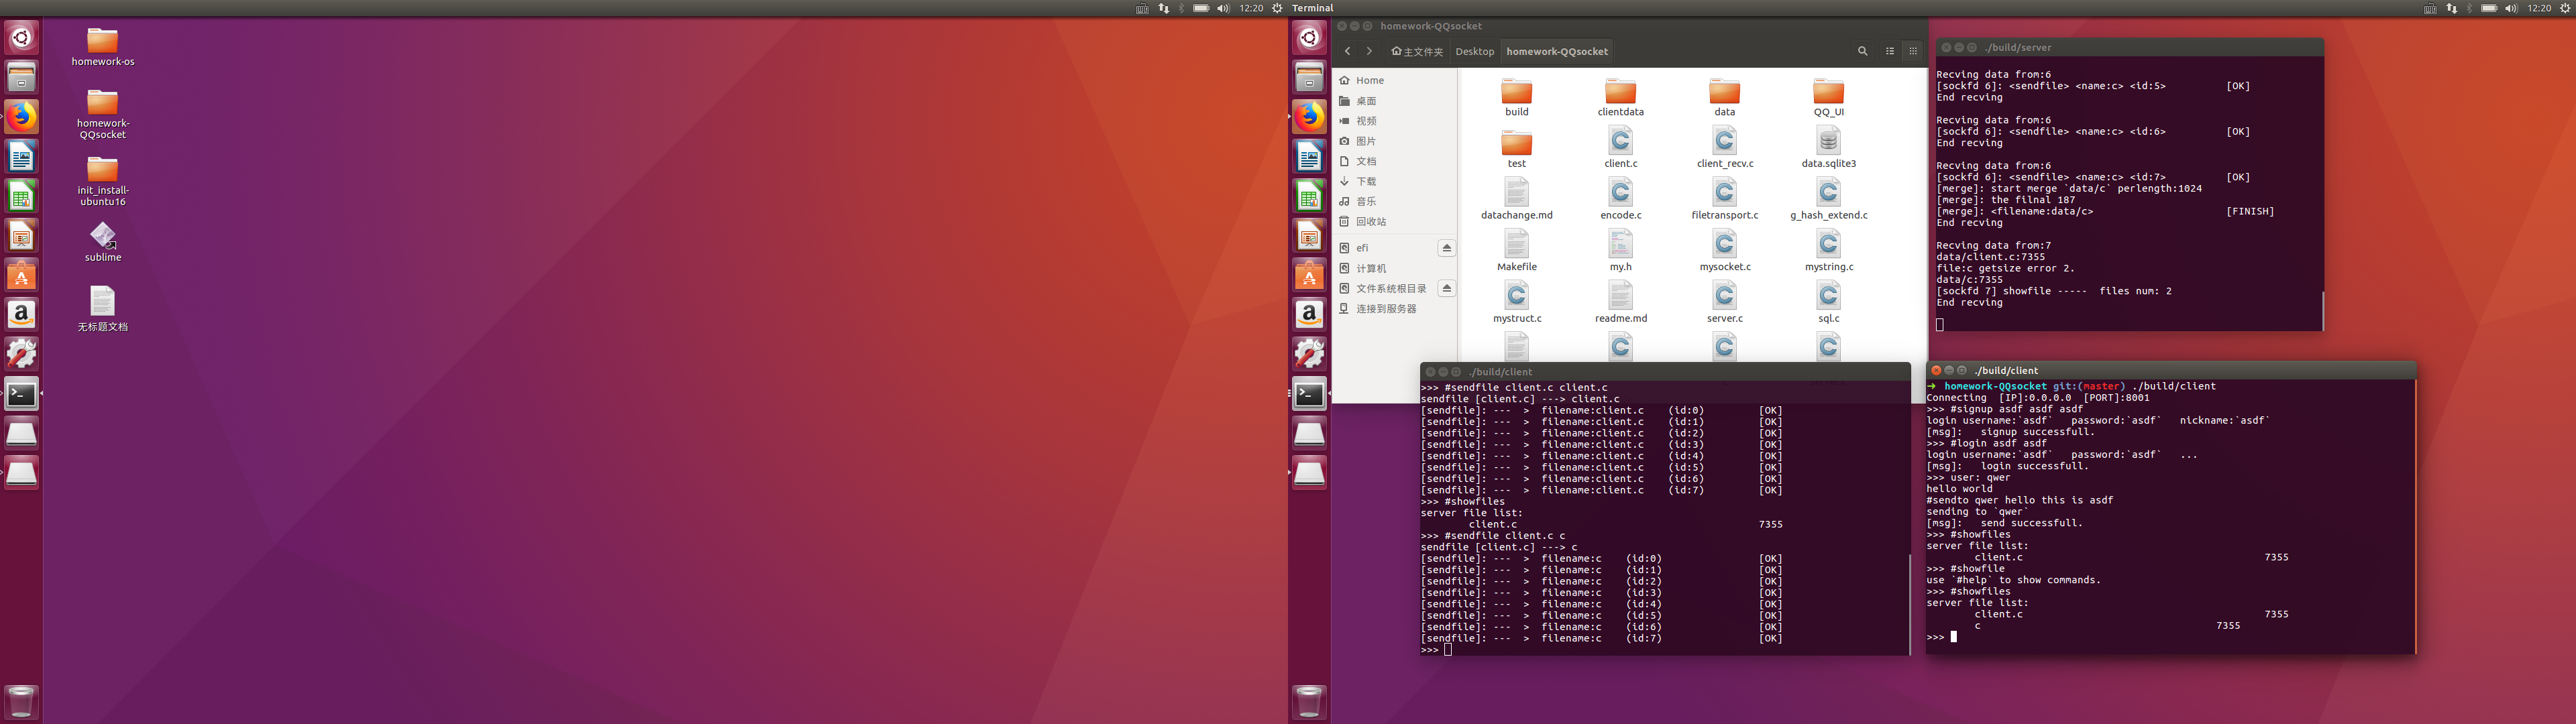 12:20
Terminal
12:20
homework-os
homework-
QQsocket
init_install-
ubuntu16
sublime
无标题文档
homework-QQsocket
主文件夹 Desktop homework-QQsocket
Home
桌面
视频
图片
文档
下载
音乐
回收站
efi
计算机
文件系统根目录
连接到服务器
build clientdata data QQ_UI
test client.c client_recv.c data.sqlite3
datachange.md encode.c filetransport.c g_hash_extend.c
Makefile my.h mysocket.c mystring.c
mystruct.c readme.md server.c sql.c
./build/server
Recving data from:6
[sockfd 6]: <sendfile> <name:c> <id:5> [OK]
End recving
Recving data from:6
[sockfd 6]: <sendfile> <name:c> <id:6> [OK]
End recving
Recving data from:6
[sockfd 6]: <sendfile> <name:c> <id:7> [OK]
[merge]: start merge `data/c` perlength:1024
[merge]: the filnal 187
[merge]: <filename:data/c> [FINISH]
End recving
Recving data from:7
data/client.c:7355
file:c getsize error 2.
data/c:7355
[sockfd 7] showfile ----- files num: 2
End recving
./build/client
>>> #sendfile client.c client.c
sendfile [client.c] ---> client.c
[sendfile]: --- > filename:client.c (id:0) [OK]
[sendfile]: --- > filename:client.c (id:1) [OK]
[sendfile]: --- > filename:client.c (id:2) [OK]
[sendfile]: --- > filename:client.c (id:3) [OK]
[sendfile]: --- > filename:client.c (id:4) [OK]
[sendfile]: --- > filename:client.c (id:5) [OK]
[sendfile]: --- > filename:client.c (id:6) [OK]
[sendfile]: --- > filename:client.c (id:7) [OK]
>>> #showfiles
server file list:
client.c 7355
>>> #sendfile client.c c
sendfile [client.c] ---> c
[sendfile]: --- > filename:c (id:0) [OK]
[sendfile]: --- > filename:c (id:1) [OK]
[sendfile]: --- > filename:c (id:2) [OK]
[sendfile]: --- > filename:c (id:3) [OK]
[sendfile]: --- > filename:c (id:4) [OK]
[sendfile]: --- > filename:c (id:5) [OK]
[sendfile]: --- > filename:c (id:6) [OK]
[sendfile]: --- > filename:c (id:7) [OK]
>>>
./build/client
➜ homework-QQsocket git:(master) ./build/client
Connecting [IP]:0.0.0.0 [PORT]:8001
>>> #signup asdf asdf asdf
login username:`asdf` password:`asdf` nickname:`asdf`
[msg]: signup successfull.
>>> #login asdf asdf
login username:`asdf` password:`asdf` ...
[msg]: login successfull.
>>> user: qwer
hello world
#sendto qwer hello this is asdf
sending to `qwer`
[msg]: send successfull.
>>> #showfiles
server file list:
client.c 7355
>>> #showfile
use `#help` to show commands.
>>> #showfiles
server file list:
client.c 7355
c 7355
>>>